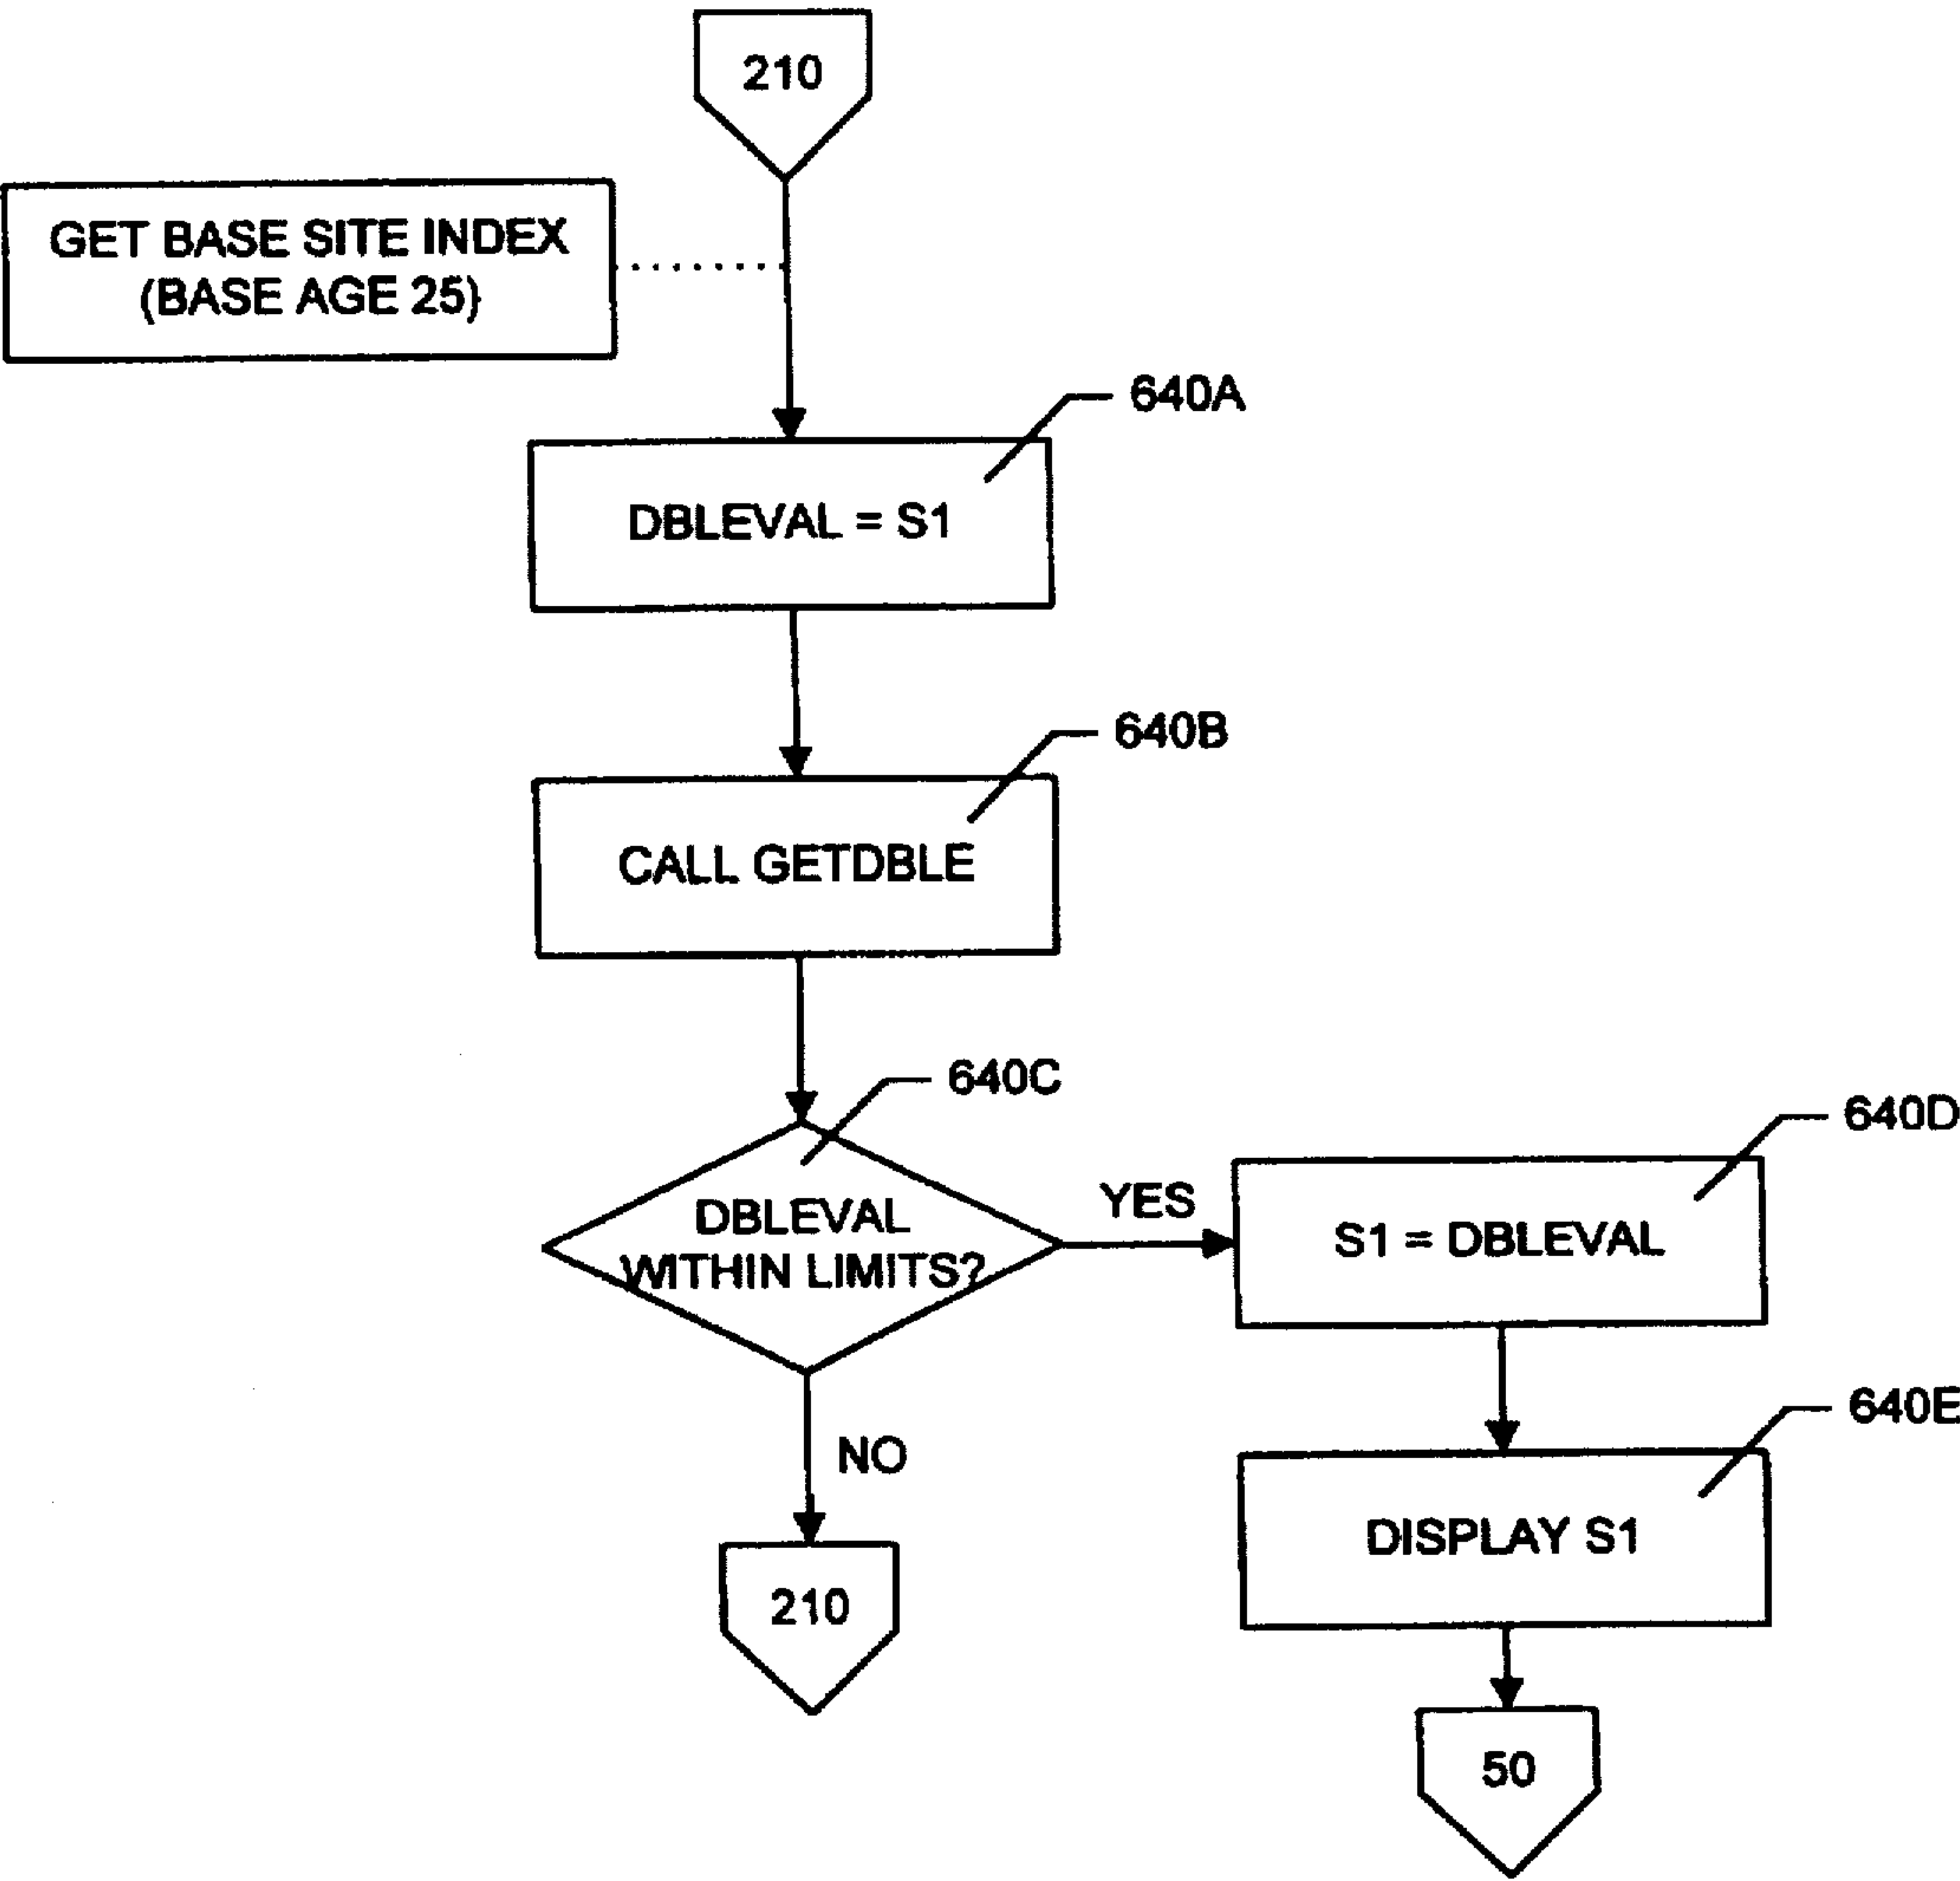 210
GET BASE SITE INDEX
(BASE AGE 25)
640A
DBLEVAL = S1
640B
CALL GETDBLE
640C
DBLEVAL
WITHIN LIMITS?
YES
640D
S1 = DBLEVAL
NO
640E
DISPLAY S1
210
50